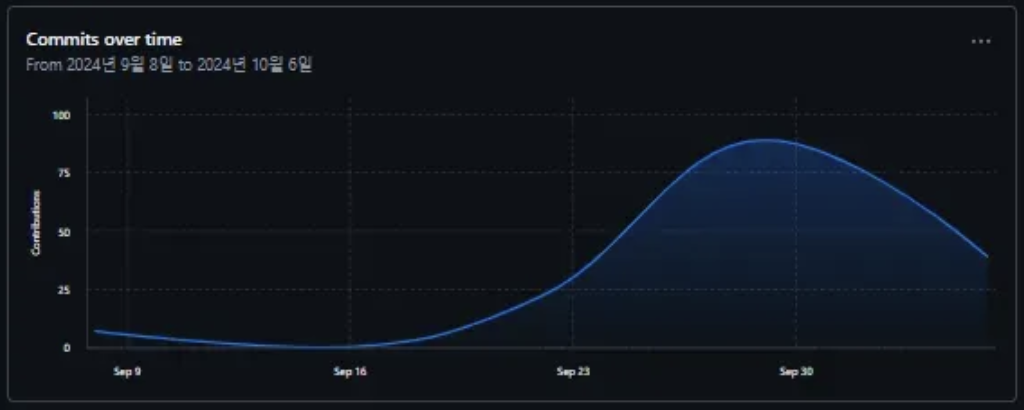 Commits over time
From 2024년 9월 8일 to 2024년 10월 6일
Contributions
100
75
50
25
0
Sep 9 Sep 16 Sep 23 Sep 30